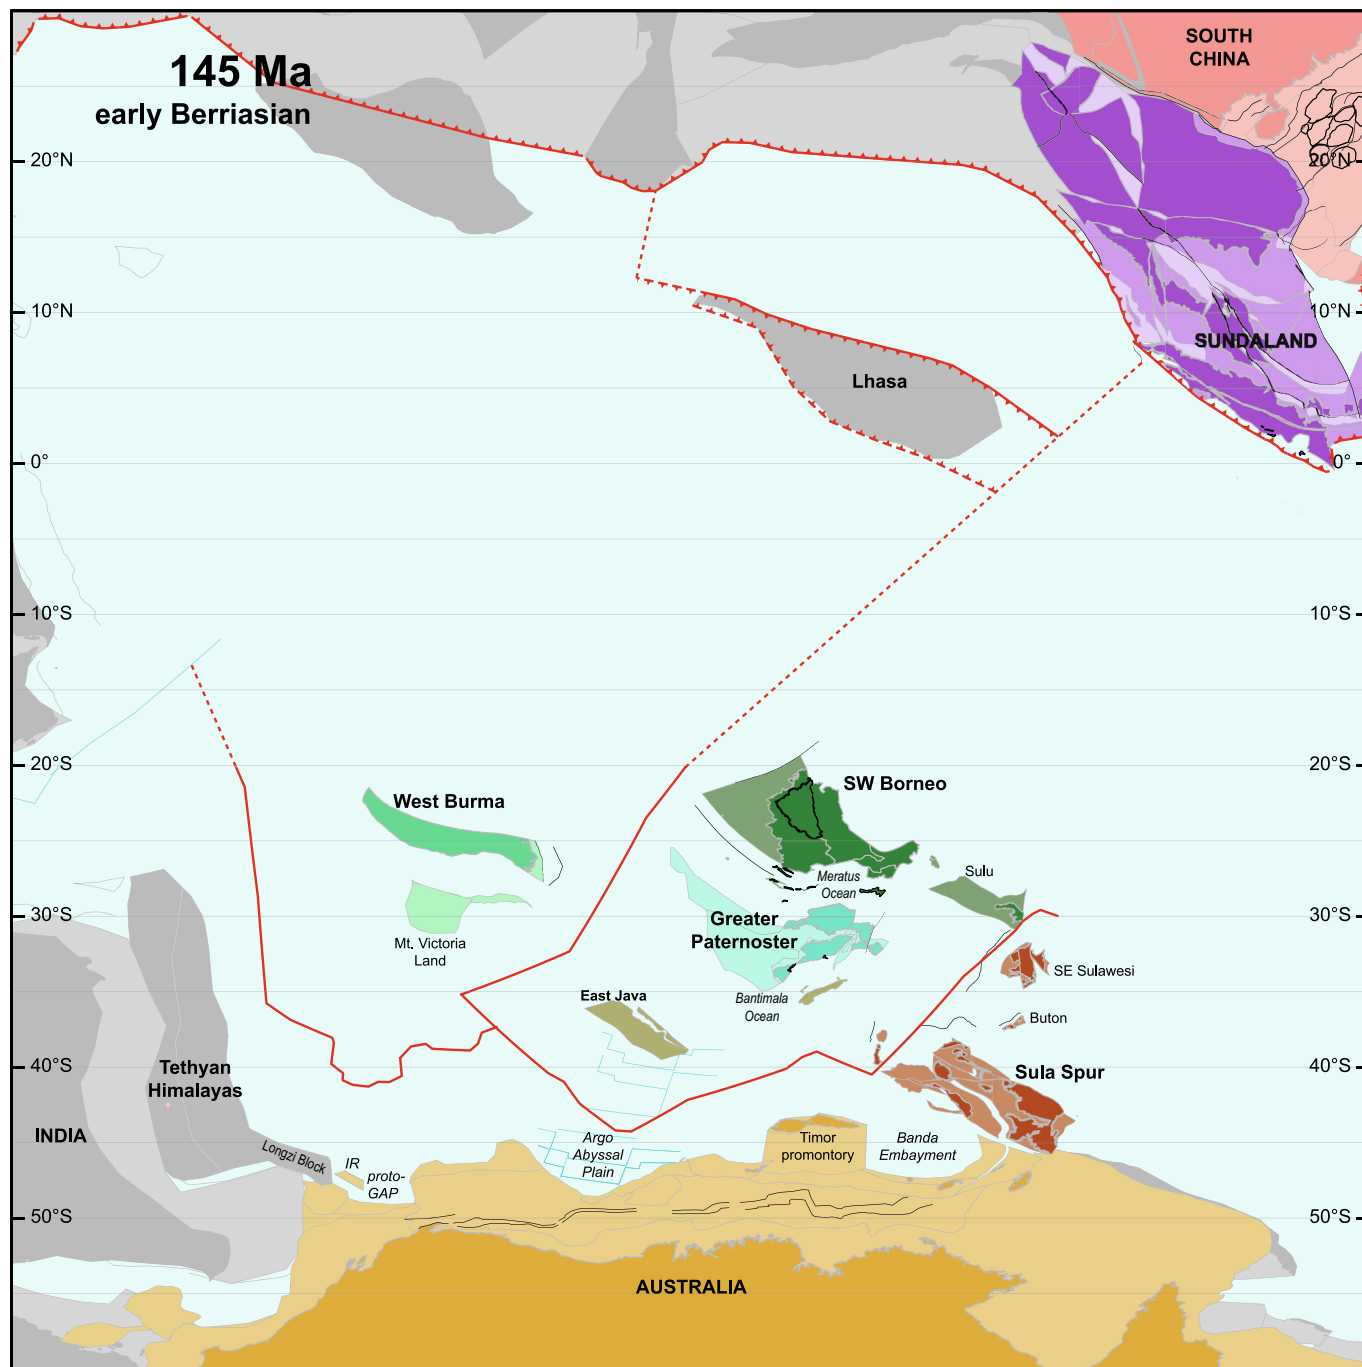 SOUTH
CHINA
145 Ma
early Berriasian
20°N
20°N
10°N
10°N
SUNDALAND
Lhasa
0°
0°
10°S
10°S
20°S
20°S
SW Borneo
West Burma
Meratus
Ocean
Sulu
30°S
30°S
Greater
Paternoster
Mt. Victoria
Land
SE Sulawesi
East Java
Bantimala
Ocean
Buton
40°S
40°S
Tethyan
Himalayas
Sula Spur
INDIA
Longzi Block
IR
proto-
GAP
Argo
Abyssal
Plain
Timor
promontory
Banda
Embayment
50°S
50°S
AUSTRALIA